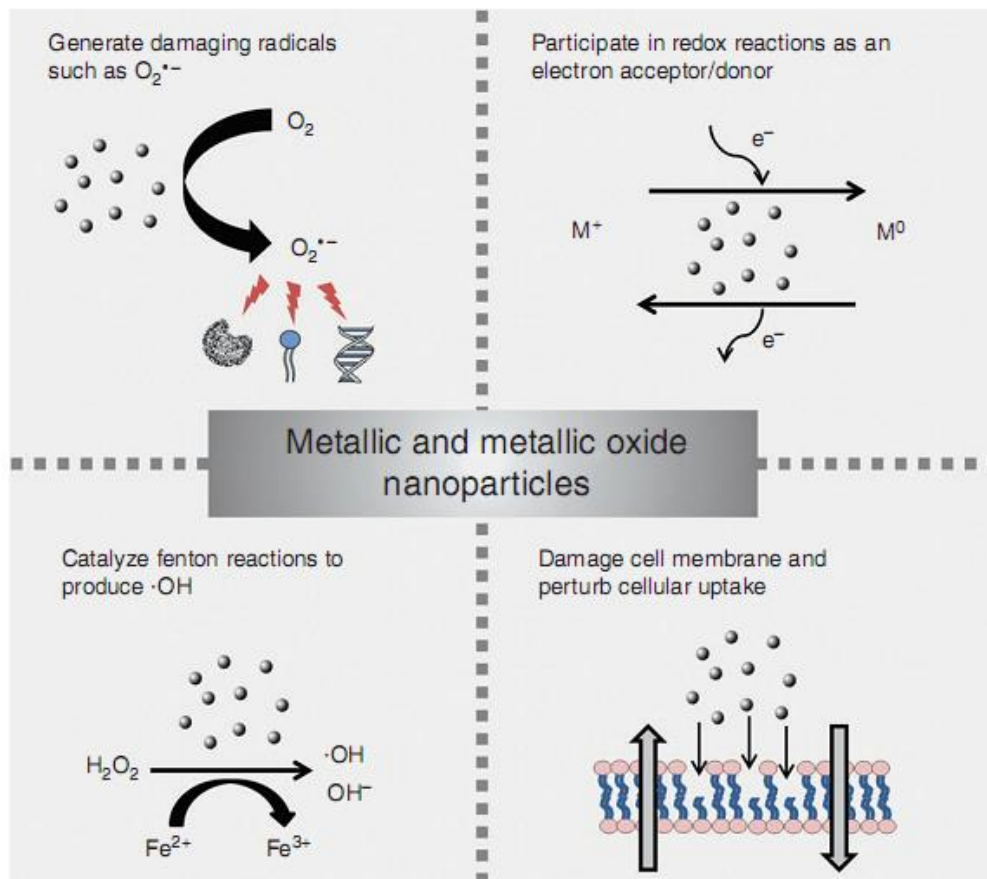 Generate damaging radicals
such as O₂•−
O₂
O₂•−
Participate in redox reactions as an
electron acceptor/donor
e⁻
M⁺
M⁰
e⁻
Metallic and metallic oxide
nanoparticles
Catalyze fenton reactions to
produce ·OH
H₂O₂
·OH
OH⁻
Fe²⁺
Fe³⁺
Damage cell membrane and
perturb cellular uptake